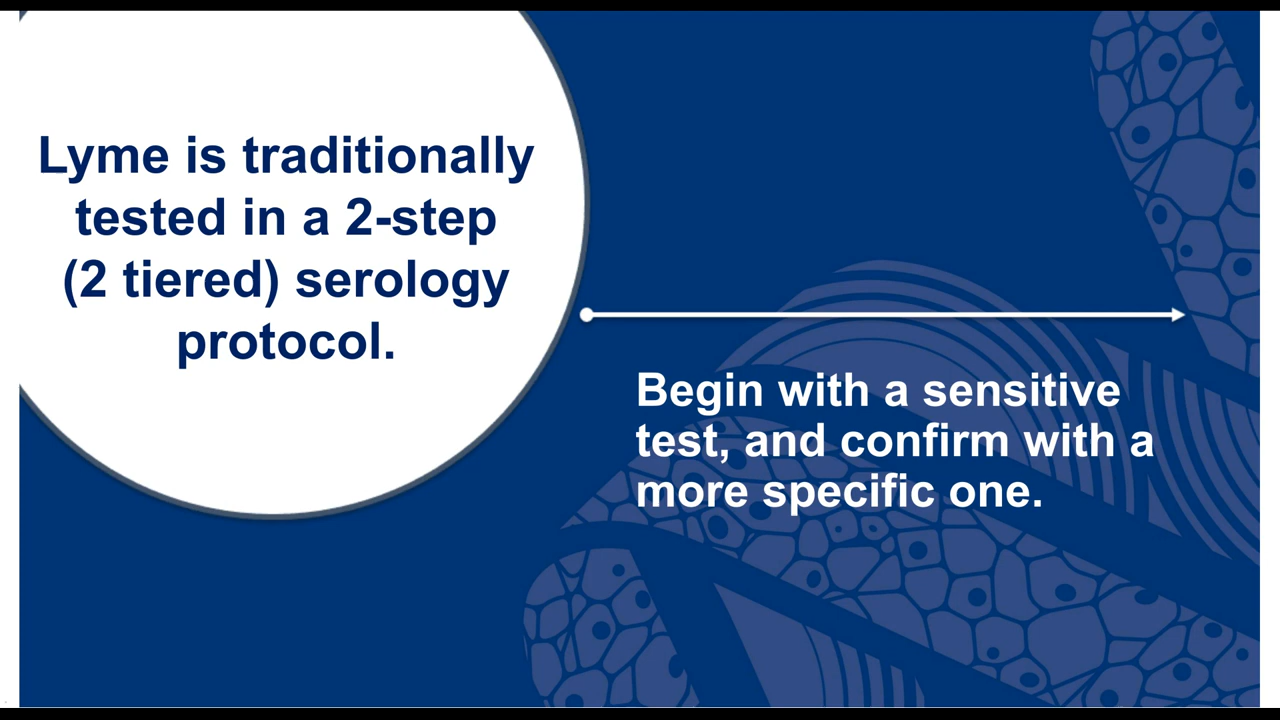 Lyme is traditionally
tested in a 2-step
(2 tiered) serology
protocol.
Begin with a sensitive
test, and confirm with a
more specific one.